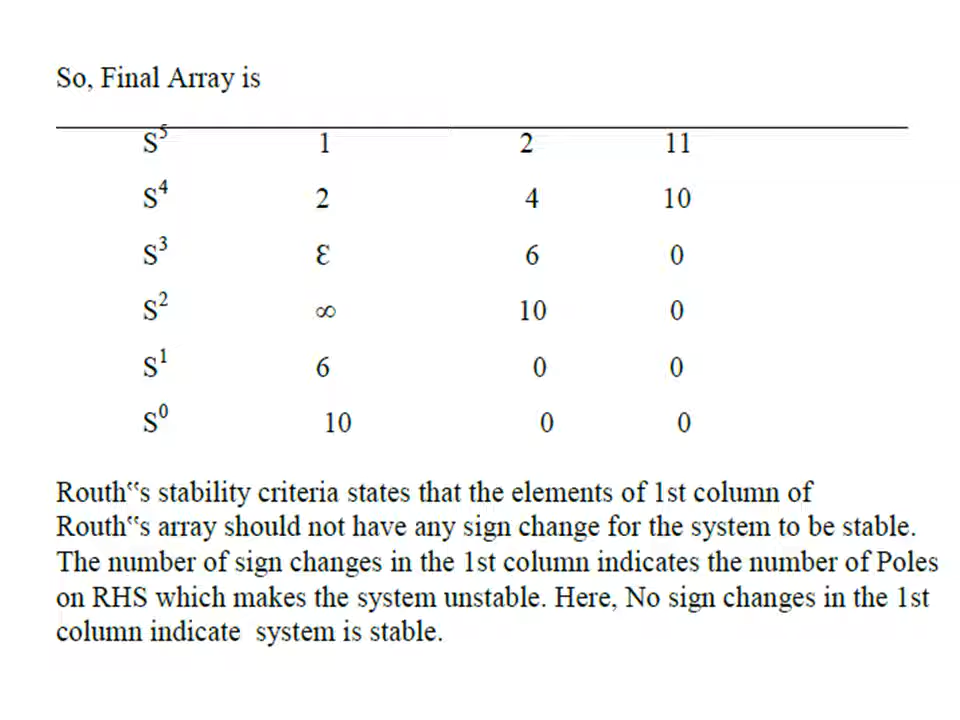 So, Final Array is
S⁵ 1 2 11
S⁴ 2 4 10
S³ Ɛ 6 0
S² ∞ 10 0
S¹ 6 0 0
S⁰ 10 0 0
Routh‟s stability criteria states that the elements of 1st column of
Routh‟s array should not have any sign change for the system to be stable.
The number of sign changes in the 1st column indicates the number of Poles
on RHS which makes the system unstable. Here, No sign changes in the 1st
column indicate system is stable.